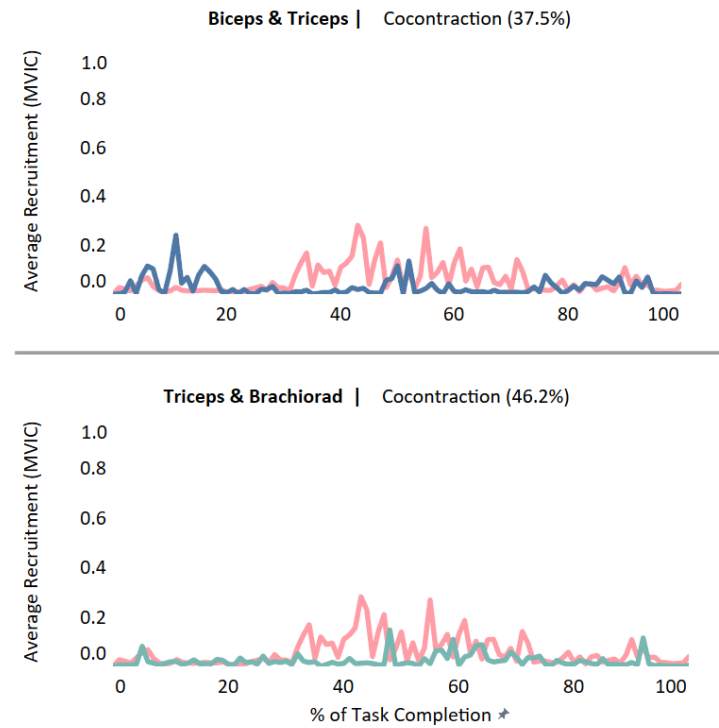 Biceps & Triceps | Cocontraction (37.5%)
Average Recruitment (MVIC)
1.0
0.8
0.6
0.4
0.2
0.0
0 20 40 60 80 100
Triceps & Brachiorad | Cocontraction (46.2%)
Average Recruitment (MVIC)
1.0
0.8
0.6
0.4
0.2
0.0
0 20 40 60 80 100
% of Task Completion